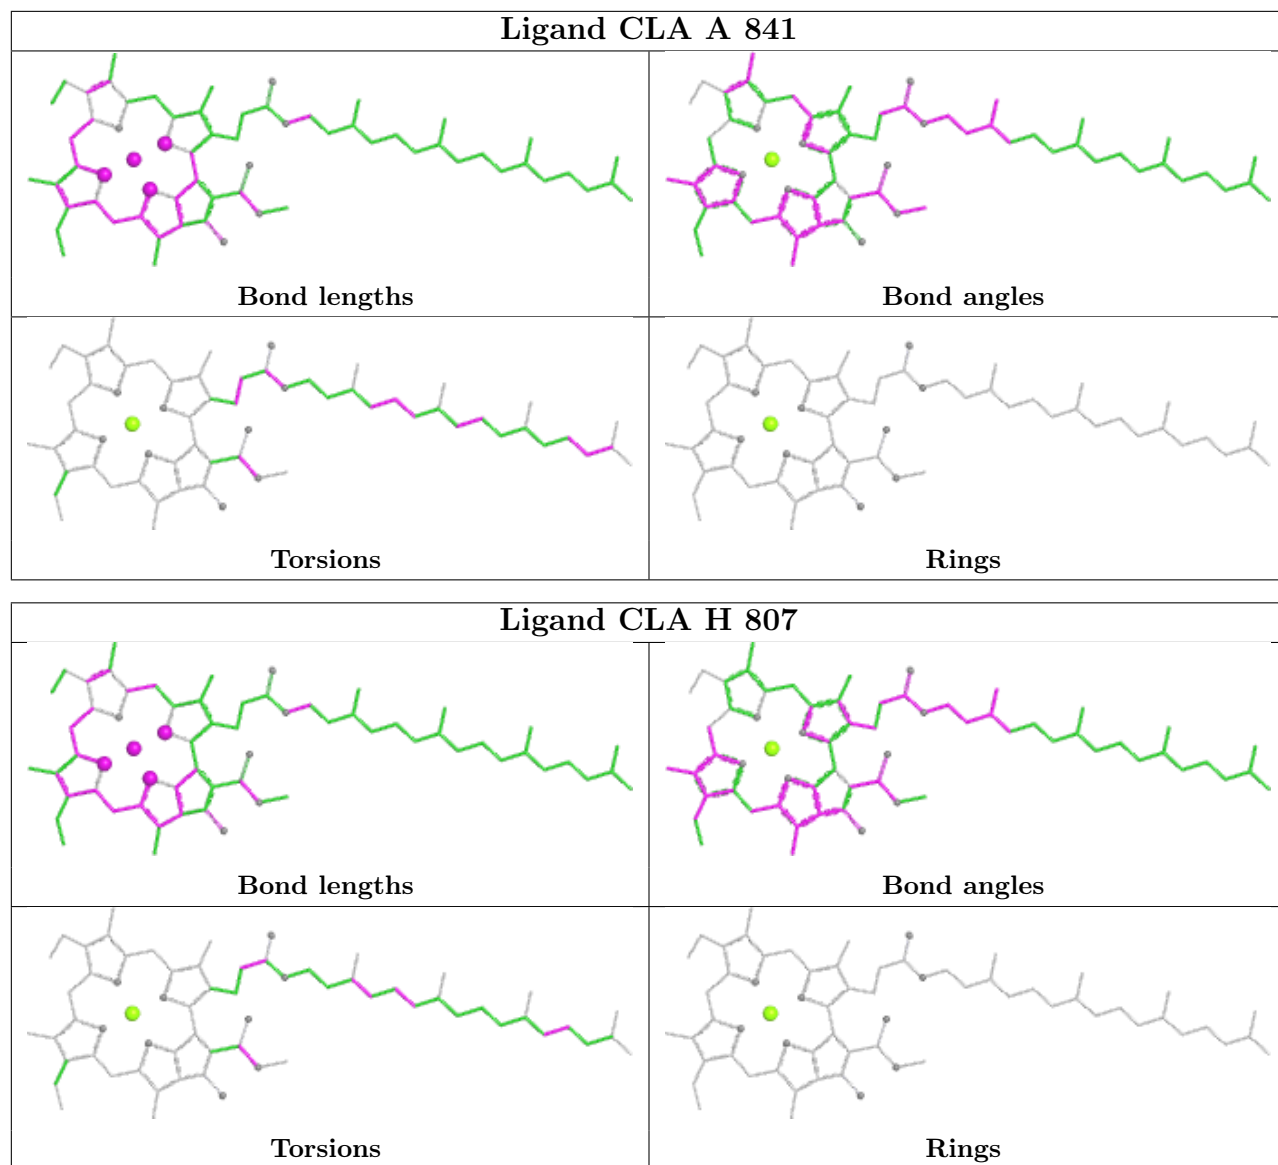 Ligand CLA A 841
Bond lengths
Bond angles
Torsions
Rings
Ligand CLA H 807
Bond lengths
Bond angles
Torsions
Rings